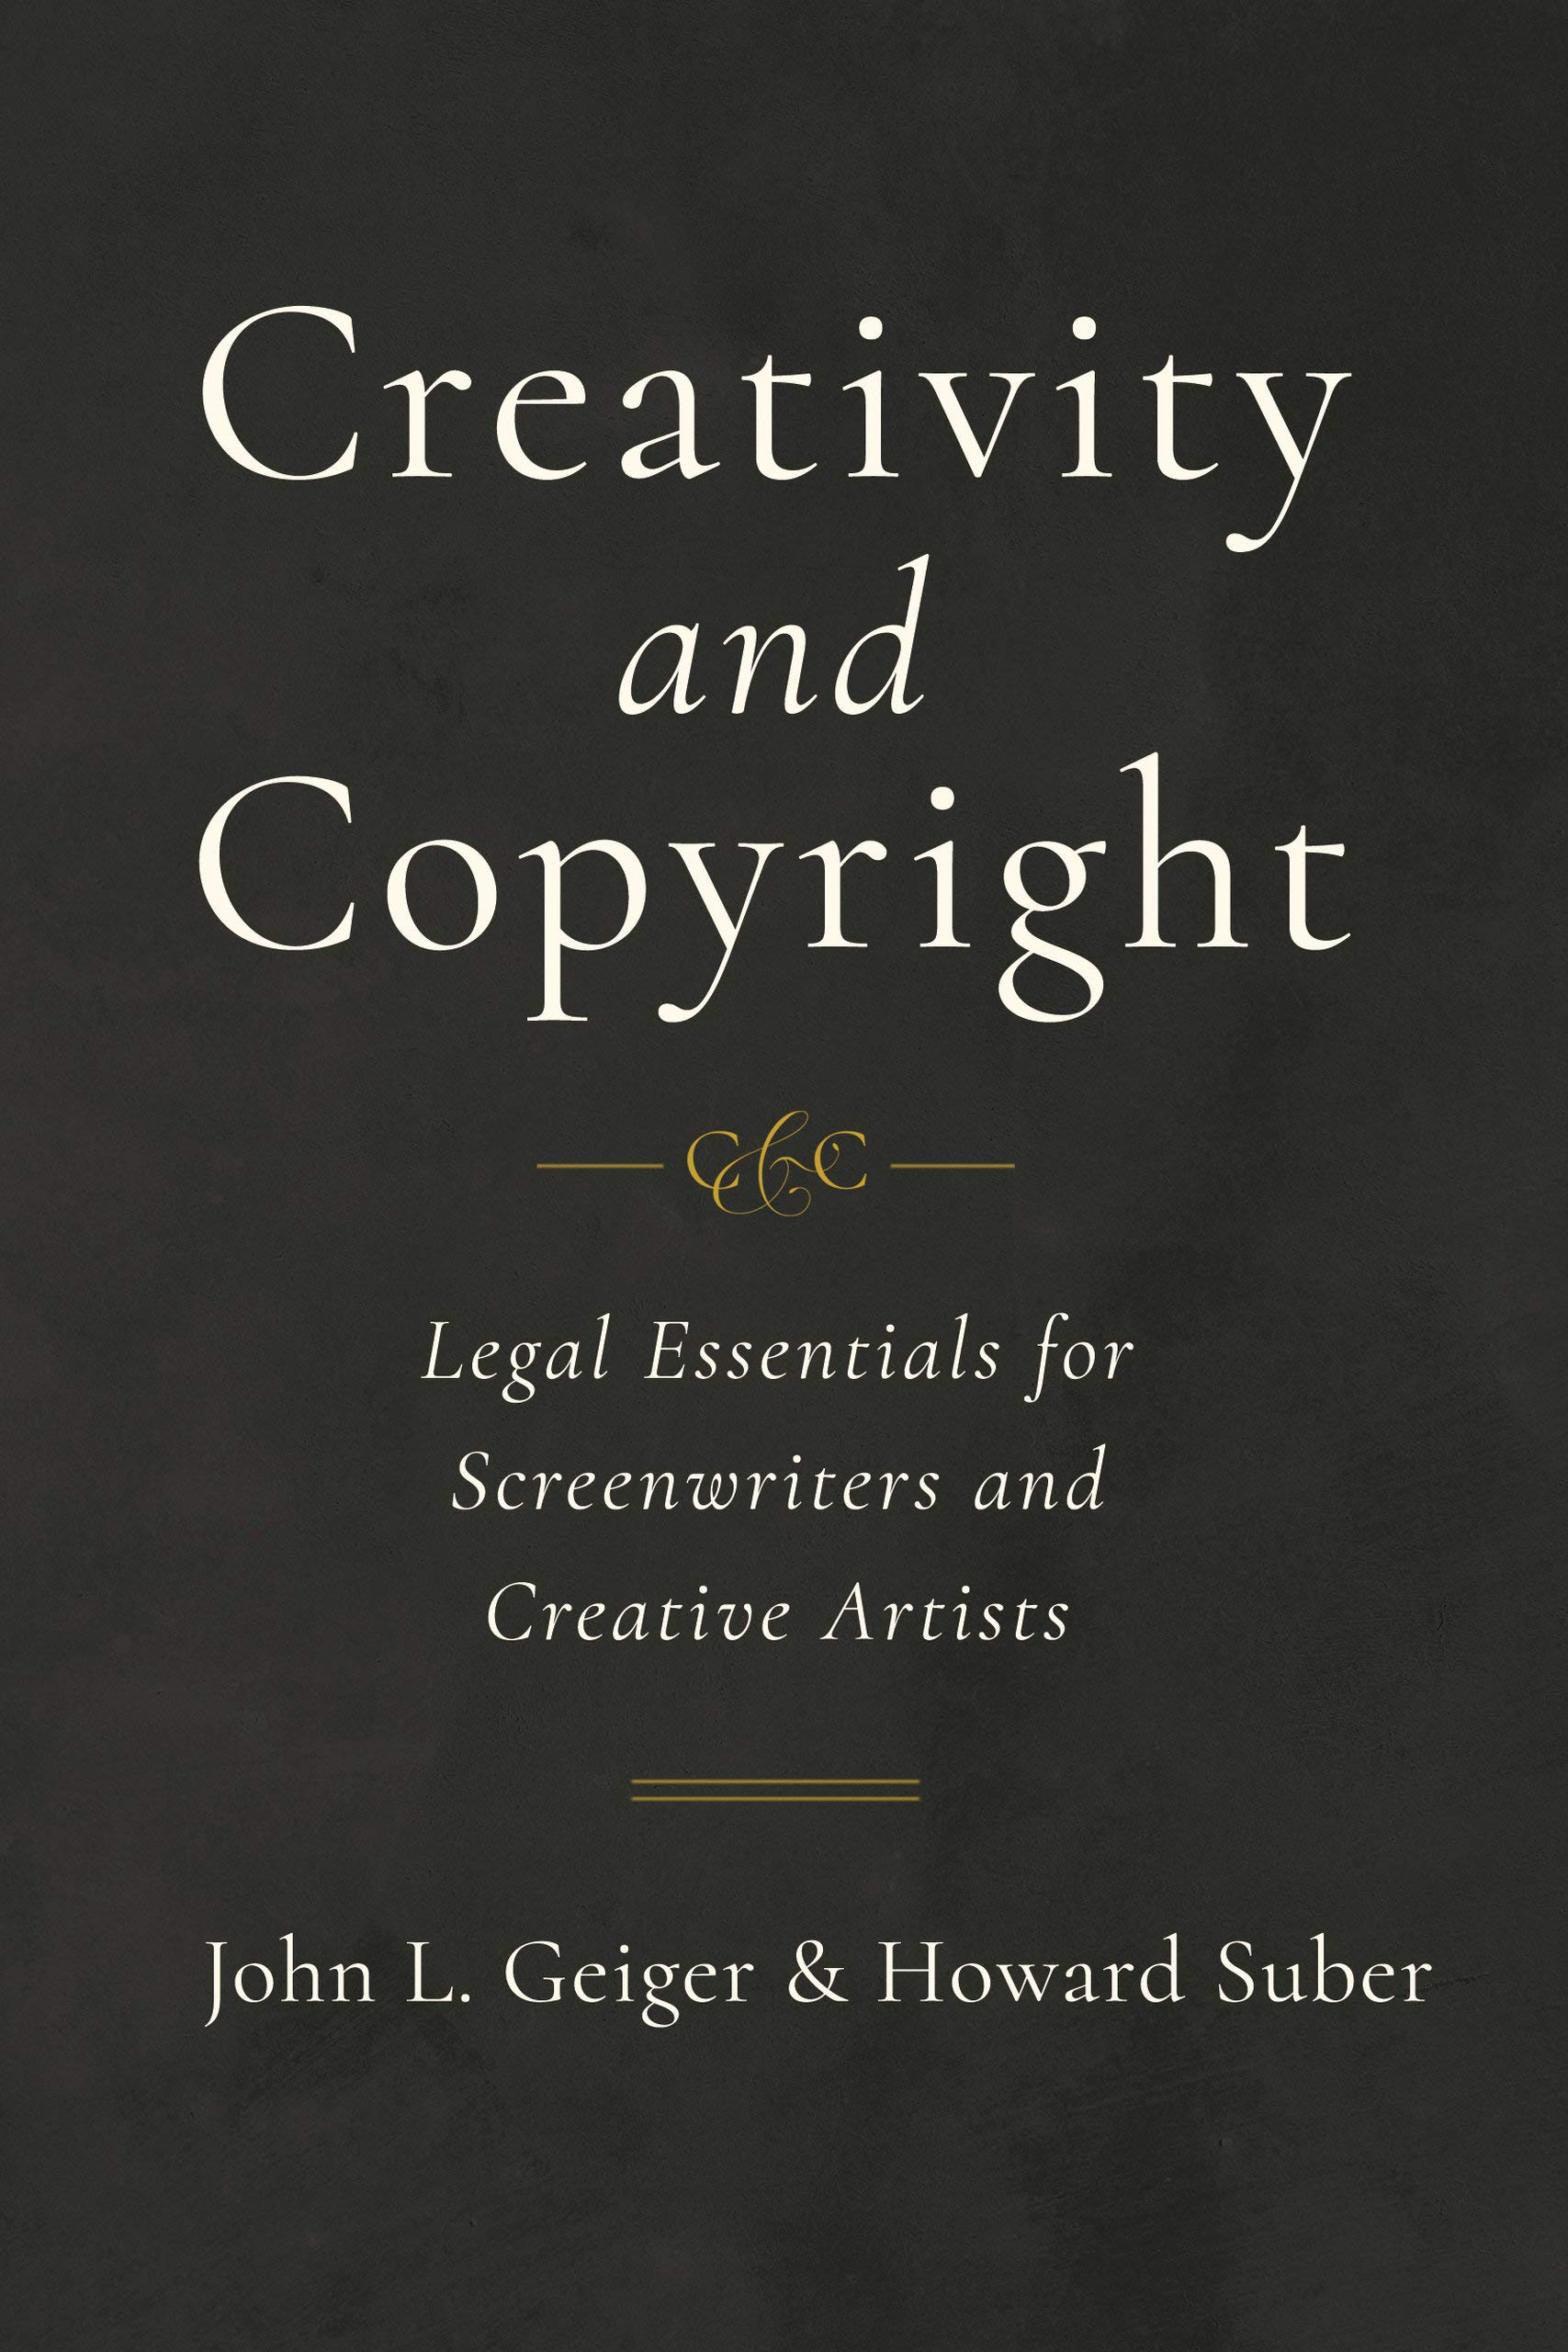 Creativity
and
Copyright
C&C
Legal Essentials for
Screenwriters and
Creative Artists
John L. Geiger & Howard Suber